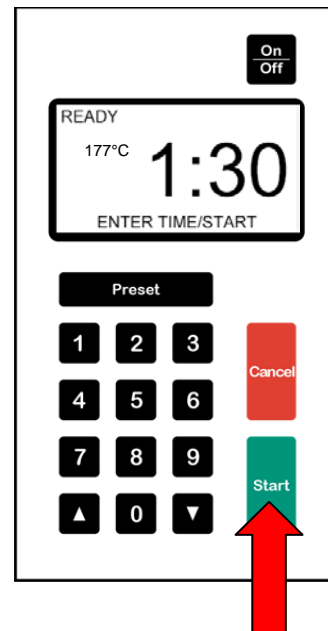 On
Off
READY
177°C
1:30
ENTER TIME/START
Preset
1 2 3
Cancel
4 5 6
7 8 9
Start
▲ 0 ▼